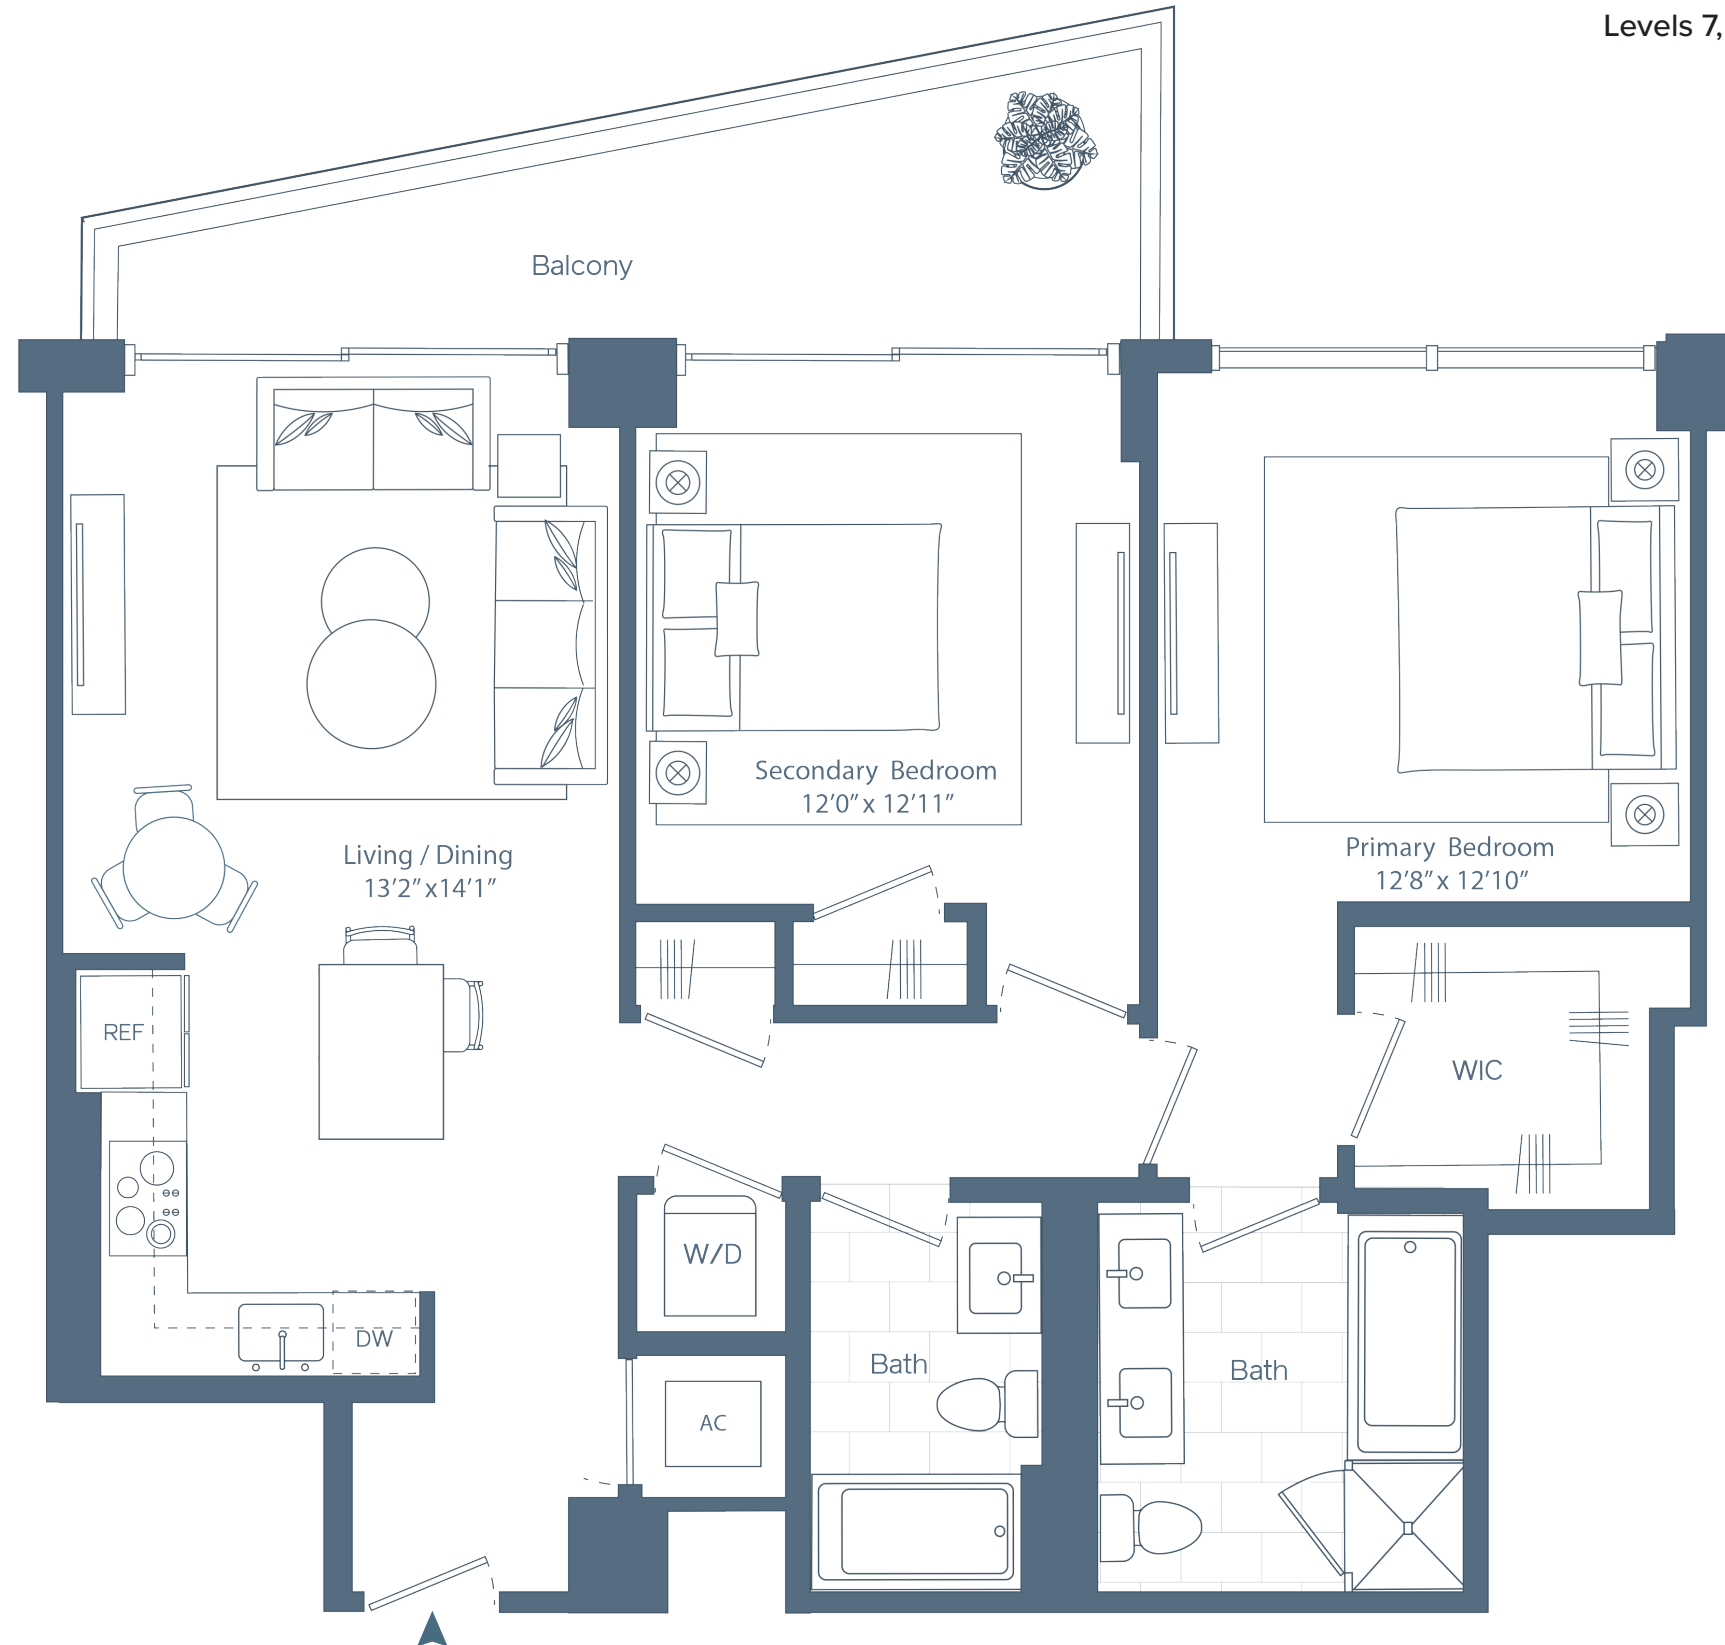 Levels 7,
Balcony
Secondary Bedroom
12'0" x 12'11"
Living / Dining
13'2" x14'1"
Primary Bedroom
12'8" x 12'10"
REF
WIC
W/D
DW
Bath
Bath
AC